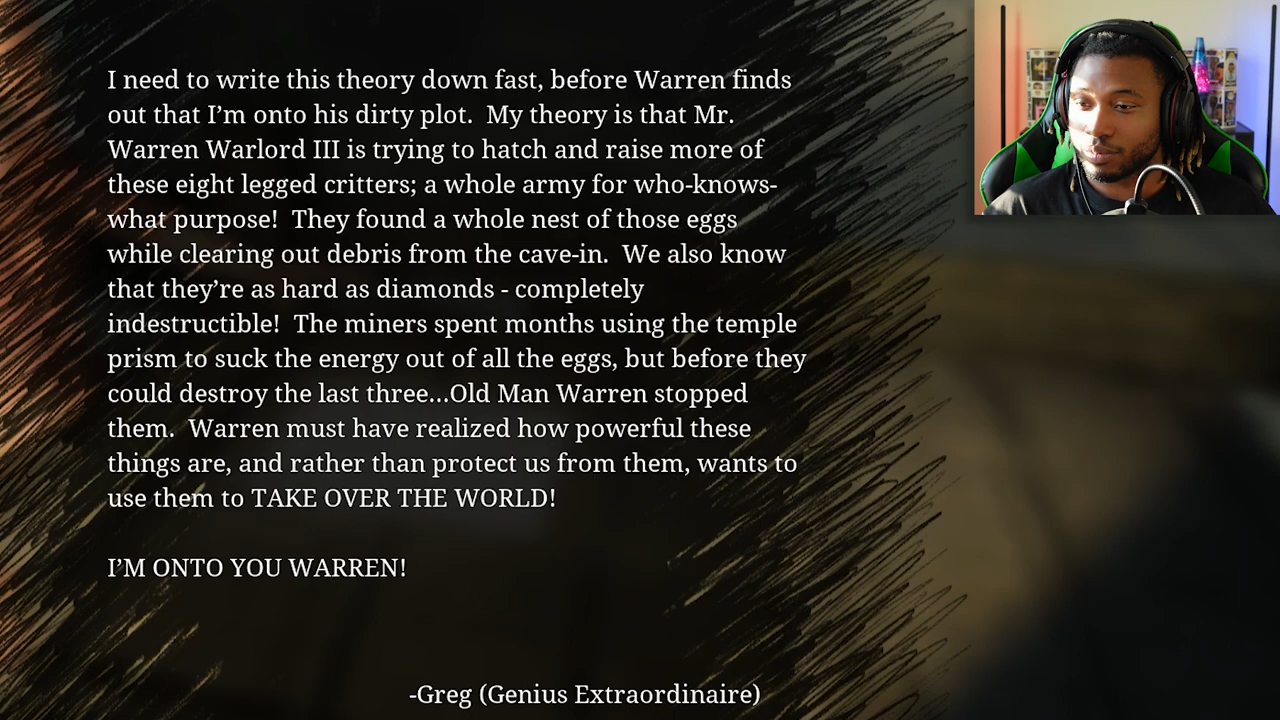 I need to write this theory down fast, before Warren finds
out that I’m onto his dirty plot.  My theory is that Mr.
Warren Warlord III is trying to hatch and raise more of
these eight legged critters; a whole army for who-knows-
what purpose!  They found a whole nest of those eggs
while clearing out debris from the cave-in.  We also know
that they’re as hard as diamonds - completely
indestructible!  The miners spent months using the temple
prism to suck the energy out of all the eggs, but before they
could destroy the last three...Old Man Warren stopped
them.  Warren must have realized how powerful these
things are, and rather than protect us from them, wants to
use them to TAKE OVER THE WORLD!
I’M ONTO YOU WARREN!
-Greg (Genius Extraordinaire)